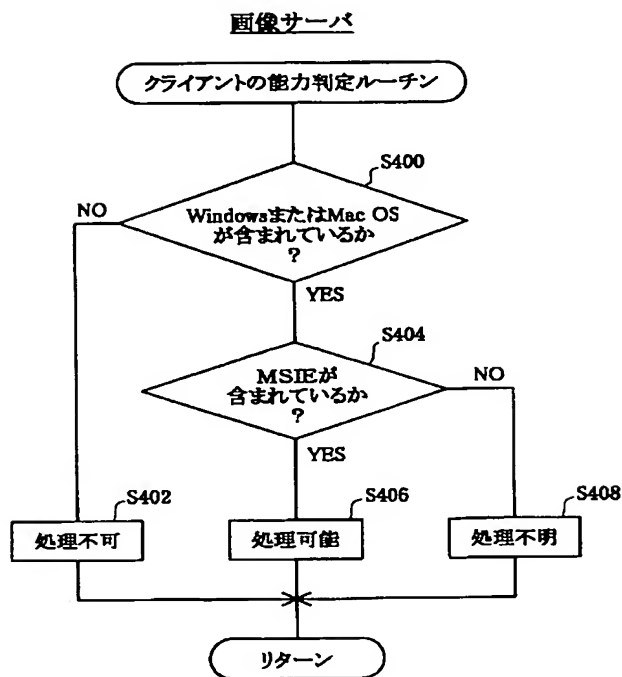 画像サーバ
クライアントの能力判定ルーチン
S400
NO
WindowsまたはMac OS
が含まれているか
?
YES
S404
MSIEが
含まれているか
?
NO
YES
S402
処理不可
S406
処理可能
S408
処理不明
リターン